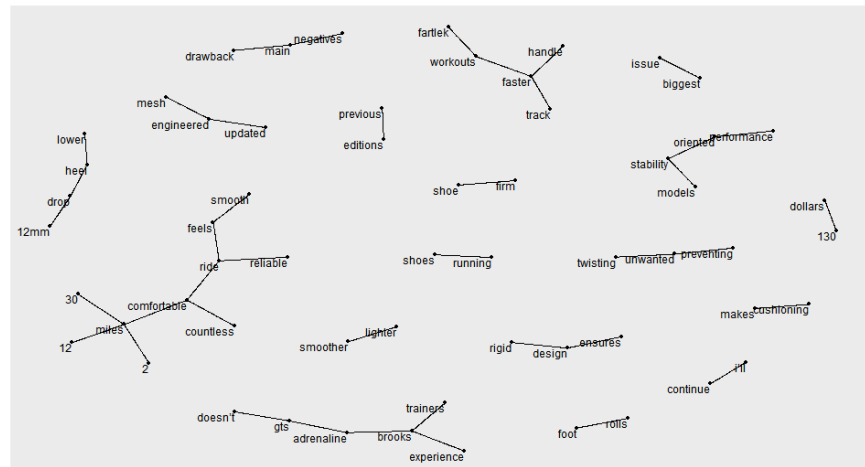 negatives
main
drawback
fartlek
handle
workouts
faster
track
issue
biggest
mesh
engineered
updated
previous
editions
performance
oriented
stability
models
lower
heel
drop
12mm
smooth
feels
ride
reliable
comfortable
countless
30
miles
12
2
shoe
firm
dollars
130
shoes
running
twisting
unwanted
preventing
makes
cushioning
lighter
smoother
rigid
design
ensures
i'll
continue
doesn't
gts
adrenaline
brooks
trainers
experience
foot
rolls